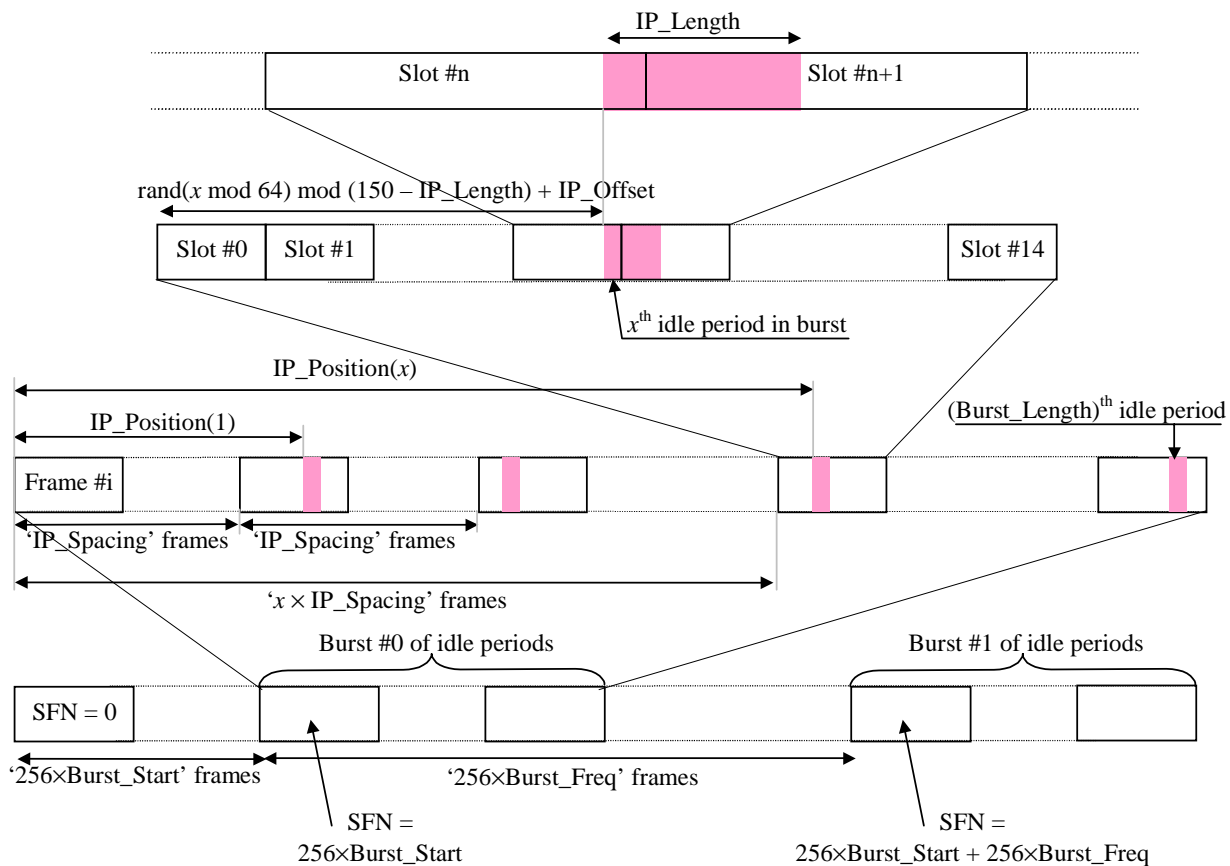 IP_Length
Slot #n
Slot #n+1
rand(x mod 64) mod (150 – IP_Length) + IP_Offset
Slot #0
Slot #1
Slot #14
xth idle period in burst
IP_Position(x)
IP_Position(1)
(Burst_Length)th idle period
Frame #i
‘IP_Spacing’ frames
‘IP_Spacing’ frames
‘x × IP_Spacing’ frames
Burst #0 of idle periods
Burst #1 of idle periods
SFN = 0
‘256×Burst_Start’ frames
‘256×Burst_Freq’ frames
SFN =
256×Burst_Start
SFN =
256×Burst_Start + 256×Burst_Freq